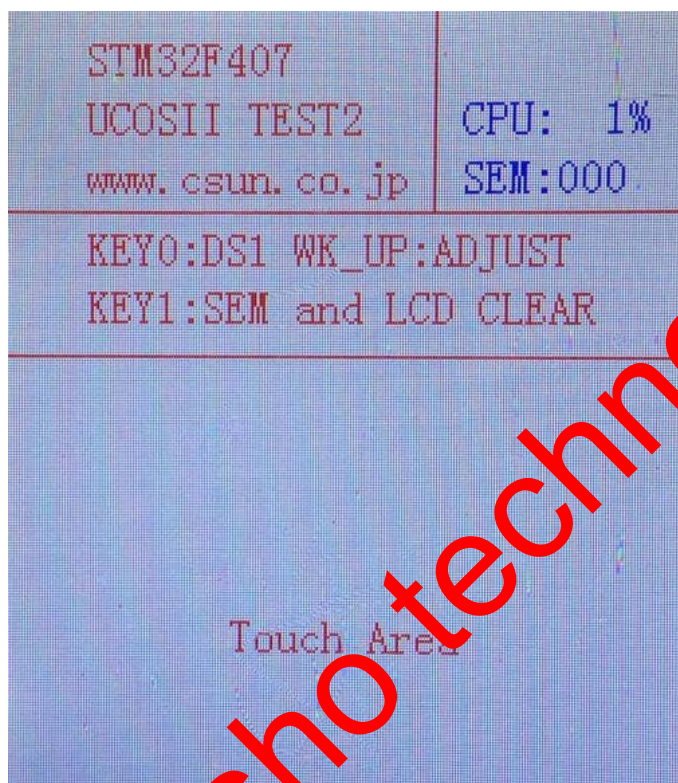 STM32F407
UCOSII TEST2
www.csun.co.jp
CPU: 1%
SEM:000
KEY0:DS1 WK_UP:ADJUST
KEY1:SEM and LCD CLEAR
Touch Area